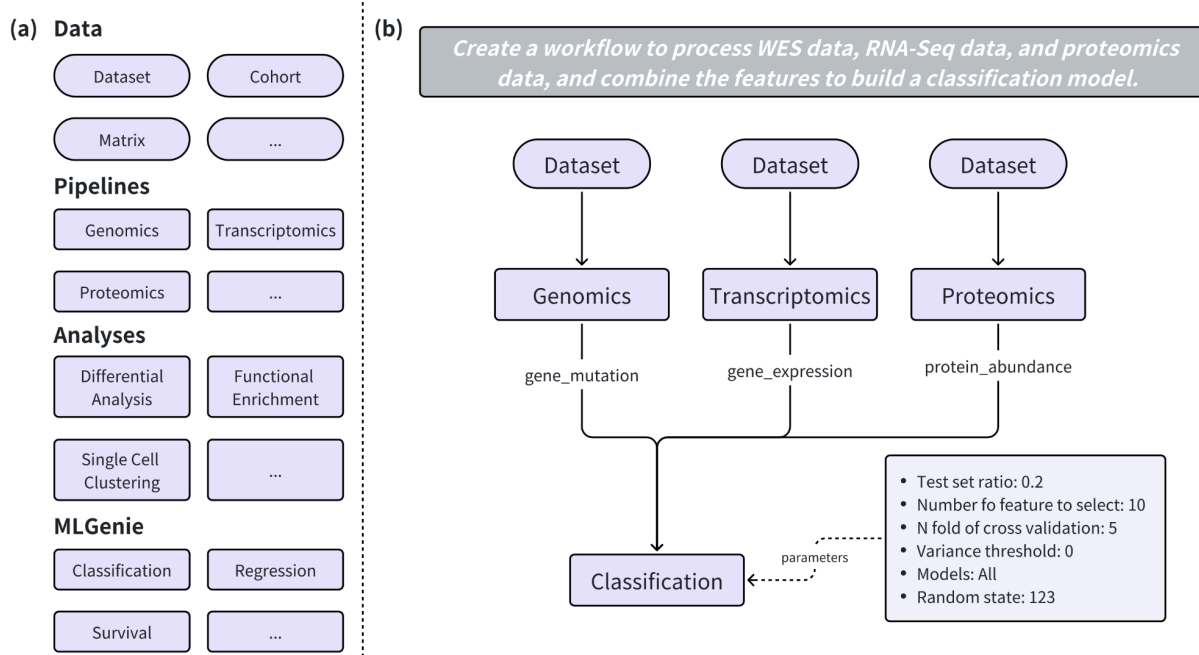 (a) Data
Dataset
Cohort
Matrix
...
Pipelines
Genomics
Transcriptomics
Proteomics
...
Analyses
Differential
Analysis
Functional
Enrichment
Single Cell
Clustering
...
MLGenie
Classification
Regression
Survival
...
(b)
Create a workflow to process WES data, RNA-Seq data, and proteomics
data, and combine the features to build a classification model.
Dataset
Dataset
Dataset
Genomics
Transcriptomics
Proteomics
gene_mutation
gene_expression
protein_abundance
Classification
parameters
• Test set ratio: 0.2
• Number fo feature to select: 10
• N fold of cross validation: 5
• Variance threshold: 0
• Models: All
• Random state: 123